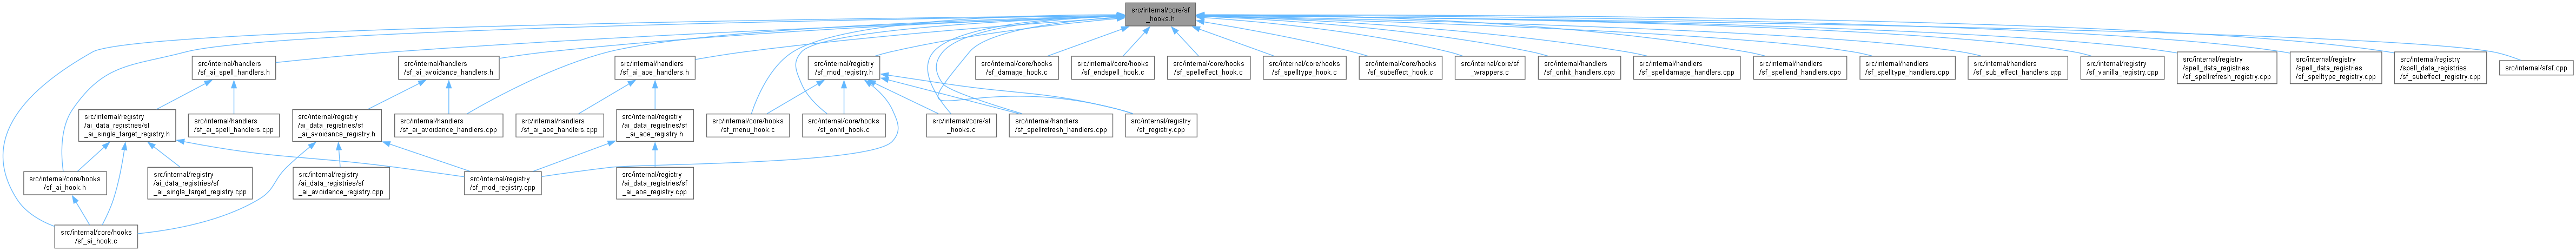 src/internal/core/sf
_hooks.h
src/internal/handlers
/sf_ai_spell_handlers.h
src/internal/handlers
/sf_ai_avoidance_handlers.h
src/internal/handlers
/sf_ai_aoe_handlers.h
src/internal/registry
/sf_mod_registry.h
src/internal/core/hooks
/sf_damage_hook.c
src/internal/core/hooks
/sf_endspell_hook.c
src/internal/core/hooks
/sf_spelleffect_hook.c
src/internal/core/hooks
/sf_spelltype_hook.c
src/internal/core/hooks
/sf_subeffect_hook.c
src/internal/core/sf
_wrappers.c
src/internal/handlers
/sf_onhit_handlers.cpp
src/internal/handlers
/sf_spelldamage_handlers.cpp
src/internal/handlers
/sf_spellend_handlers.cpp
src/internal/handlers
/sf_spelltype_handlers.cpp
src/internal/handlers
/sf_sub_effect_handlers.cpp
src/internal/registry
/sf_vanilla_registry.cpp
src/internal/registry
/spell_data_registries
/sf_spellrefresh_registry.cpp
src/internal/registry
/spell_data_registries
/sf_spelltype_registry.cpp
src/internal/registry
/spell_data_registries
/sf_subeffect_registry.cpp
src/internal/sfsf.cpp
src/internal/registry
/ai_data_registries/sf
_ai_single_target_registry.h
src/internal/handlers
/sf_ai_spell_handlers.cpp
src/internal/registry
/ai_data_registries/sf
_ai_avoidance_registry.h
src/internal/handlers
/sf_ai_avoidance_handlers.cpp
src/internal/handlers
/sf_ai_aoe_handlers.cpp
src/internal/registry
/ai_data_registries/sf
_ai_aoe_registry.h
src/internal/core/hooks
/sf_menu_hook.c
src/internal/core/hooks
/sf_onhit_hook.c
src/internal/core/sf
_hooks.c
src/internal/handlers
/sf_spellrefresh_handlers.cpp
src/internal/registry
/sf_registry.cpp
src/internal/core/hooks
/sf_ai_hook.h
src/internal/registry
/ai_data_registries/sf
_ai_single_target_registry.cpp
src/internal/registry
/ai_data_registries/sf
_ai_avoidance_registry.cpp
src/internal/registry
/sf_mod_registry.cpp
src/internal/registry
/ai_data_registries/sf
_ai_aoe_registry.cpp
src/internal/core/hooks
/sf_ai_hook.c